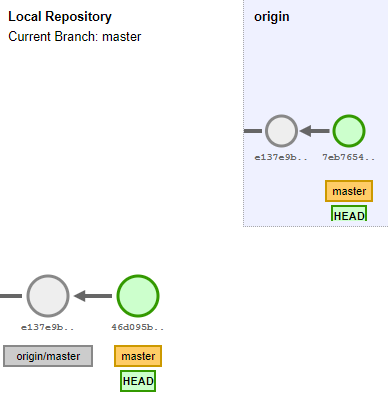 Local Repository
Current Branch: master
origin
e137e9b..
7eb7654..
master
HEAD
e137e9b..
46d095b..
origin/master
master
HEAD